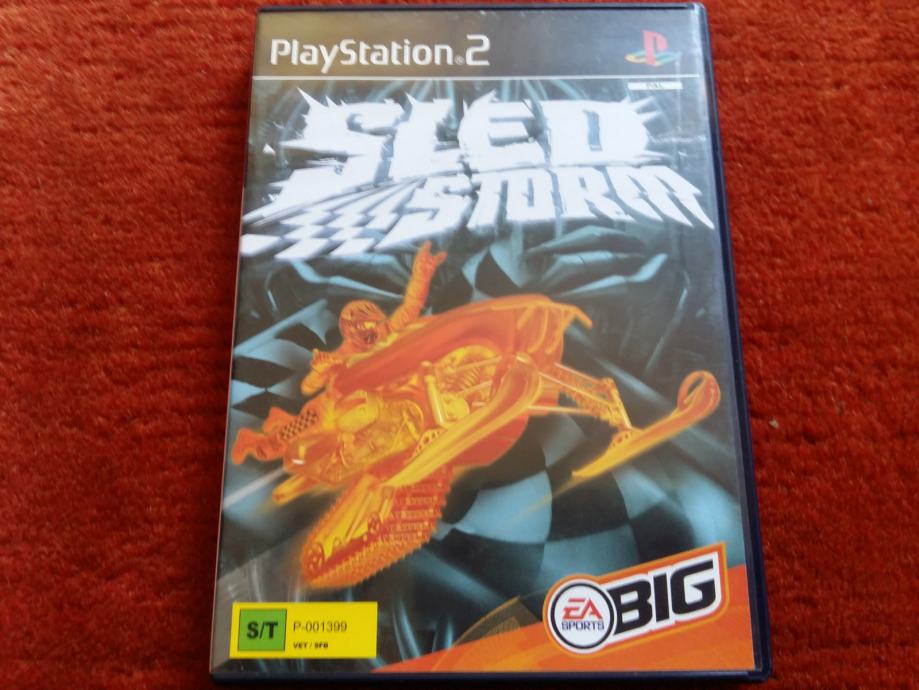 PlayStation®2
PAL
SLED
STORM
EA
SPORTS
BIG
S/T
P-001399
VET / SFB